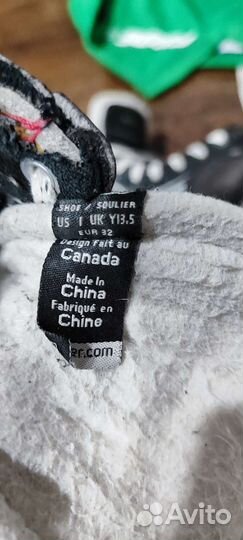 SHOE / SOULIER
US 1 UK Y13.5
EUR 32
Design Fait au
Canada
Made in
China
Fabriqué en
Chine
er.com
Avito